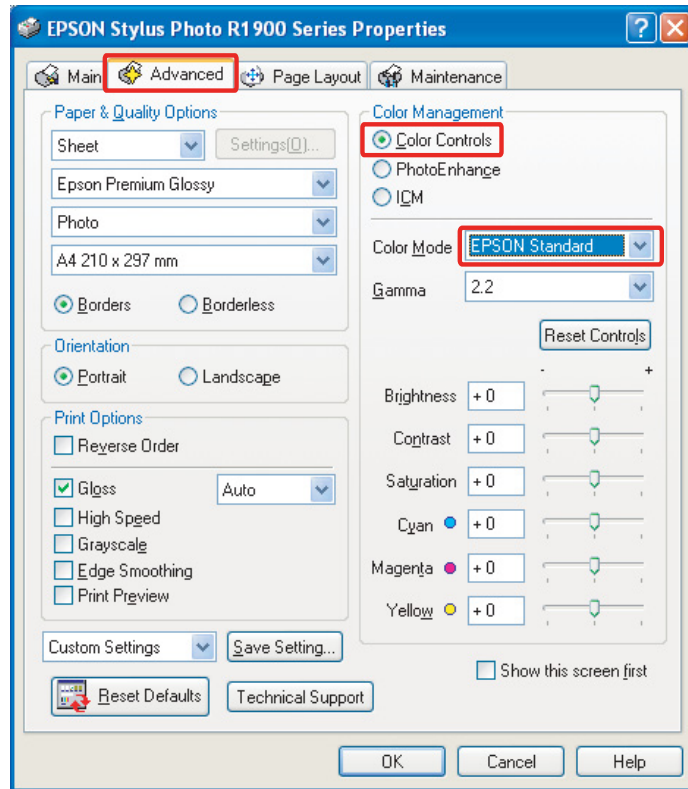 EPSON Stylus Photo R1900 Series Properties
Main
Advanced
Page Layout
Maintenance
Paper & Quality Options
Sheet
Settings(O)...
Epson Premium Glossy
Photo
A4 210 x 297 mm
Borders
Borderless
Orientation
Portrait
Landscape
Print Options
Reverse Order
Gloss
Auto
High Speed
Grayscale
Edge Smoothing
Print Preview
Custom Settings
Save Setting...
Reset Defaults
Technical Support
Color Management
Color Controls
PhotoEnhance
ICM
Color Mode
EPSON Standard
Gamma
2.2
Reset Controls
- +
Brightness + 0
Contrast + 0
Saturation + 0
Cyan + 0
Magenta + 0
Yellow + 0
Show this screen first
OK
Cancel
Help